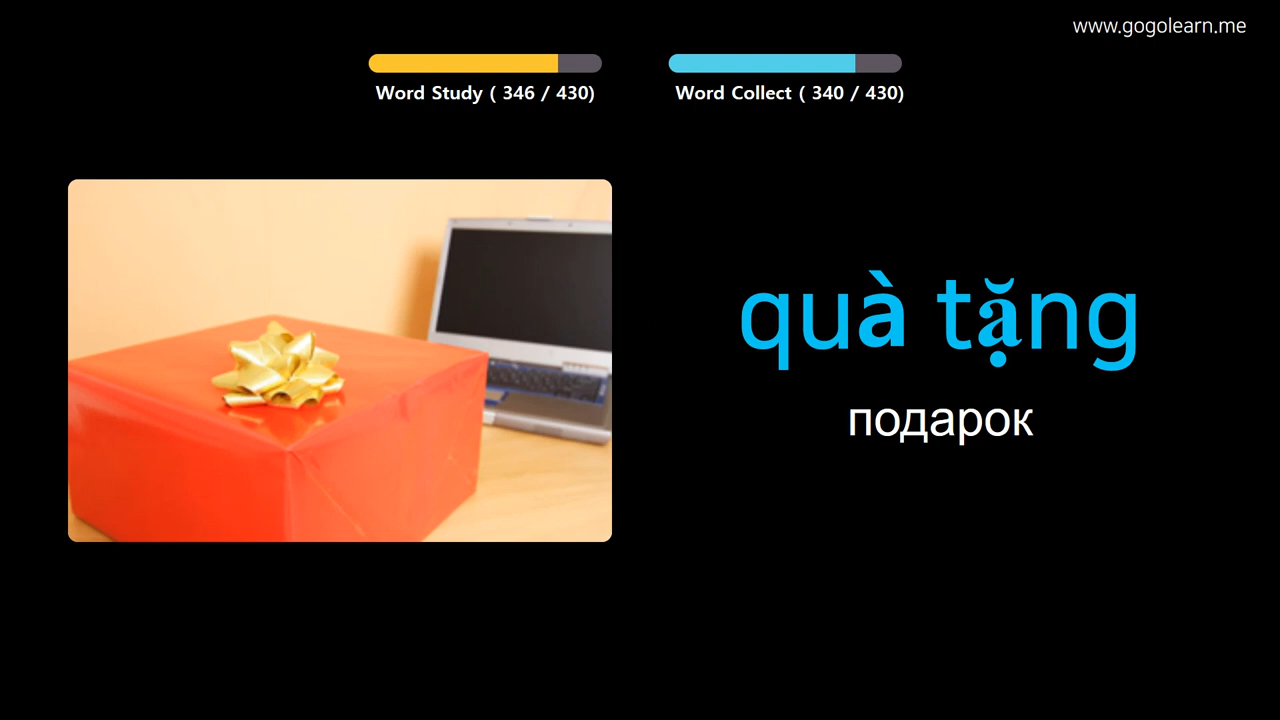 www.gogolearn.me
Word Study ( 346 / 430)
Word Collect ( 340 / 430)
quà tặng
подарок